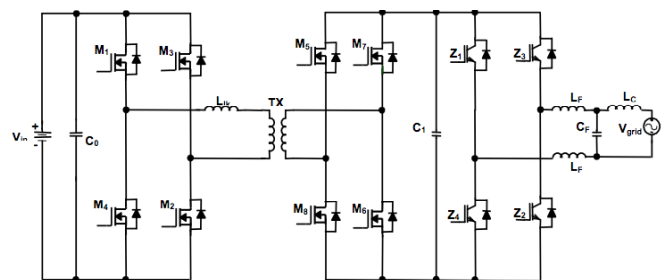 M1
M3
M5
M7
Z1
Z3
Llk
TX
LF
LC
Vin
+
-
C0
C1
CF
Vgrid
LF
M4
M2
M8
M6
Z4
Z2